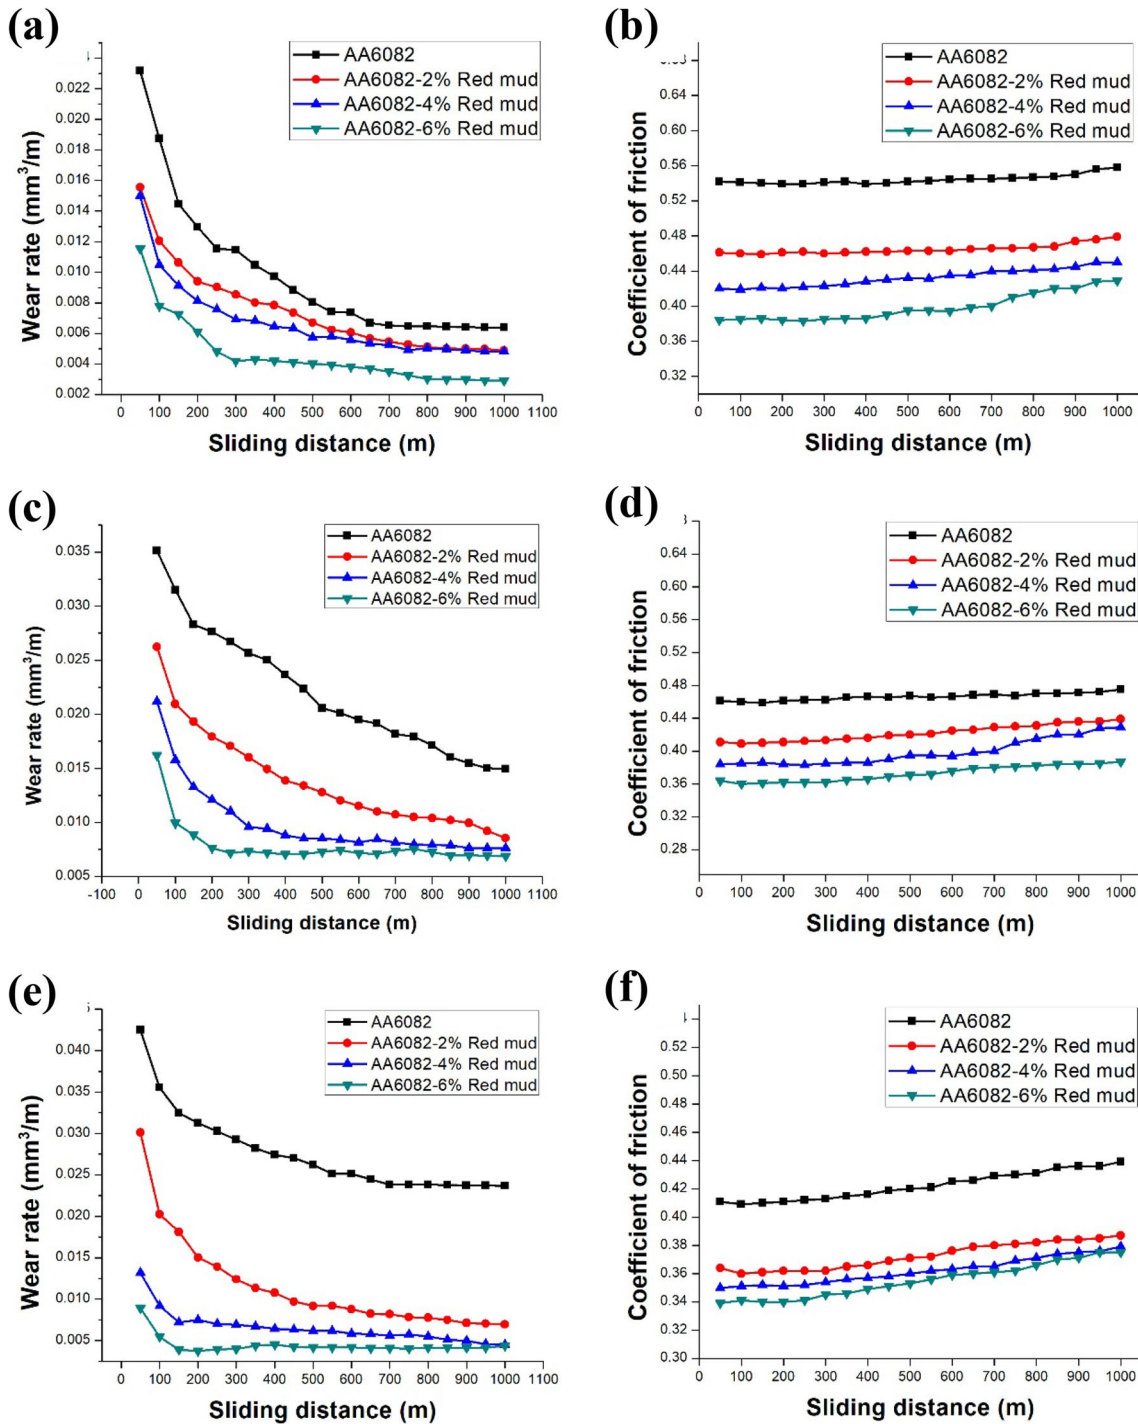 (a)
AA6082
AA6082-2% Red mud
AA6082-4% Red mud
AA6082-6% Red mud
Wear rate (mm³/m)
0.022
0.020
0.018
0.016
0.014
0.012
0.010
0.008
0.006
0.004
0.002
0 100 200 300 400 500 600 700 800 900 1000 1100
Sliding distance (m)
(b)
AA6082
AA6082-2% Red mud
AA6082-4% Red mud
AA6082-6% Red mud
Coefficient of friction
0.60
0.56
0.52
0.48
0.44
0.40
0.36
0.32
0 100 200 300 400 500 600 700 800 900 1000
Sliding distance (m)
(c)
AA6082
AA6082-2% Red mud
AA6082-4% Red mud
AA6082-6% Red mud
Wear rate (mm³/m)
0.035
0.030
0.025
0.020
0.015
0.010
0.005
-100 0 100 200 300 400 500 600 700 800 900 1000 1100
Sliding distance (m)
(d)
AA6082
AA6082-2% Red mud
AA6082-4% Red mud
AA6082-6% Red mud
Coefficient of friction
0.64
0.60
0.56
0.52
0.48
0.44
0.40
0.36
0.32
0.28
0 100 200 300 400 500 600 700 800 900 1000
Sliding distance (m)
(e)
AA6082
AA6082-2% Red mud
AA6082-4% Red mud
AA6082-6% Red mud
Wear rate (mm³/m)
0.040
0.035
0.030
0.025
0.020
0.015
0.010
0.005
0 100 200 300 400 500 600 700 800 900 1000 1100
Sliding distance (m)
(f)
AA6082
AA6082-2% Red mud
AA6082-4% Red mud
AA6082-6% Red mud
Coefficient of friction
0.52
0.50
0.48
0.46
0.44
0.42
0.40
0.38
0.36
0.34
0.32
0.30
0 100 200 300 400 500 600 700 800 900 1000
Sliding distance (m)